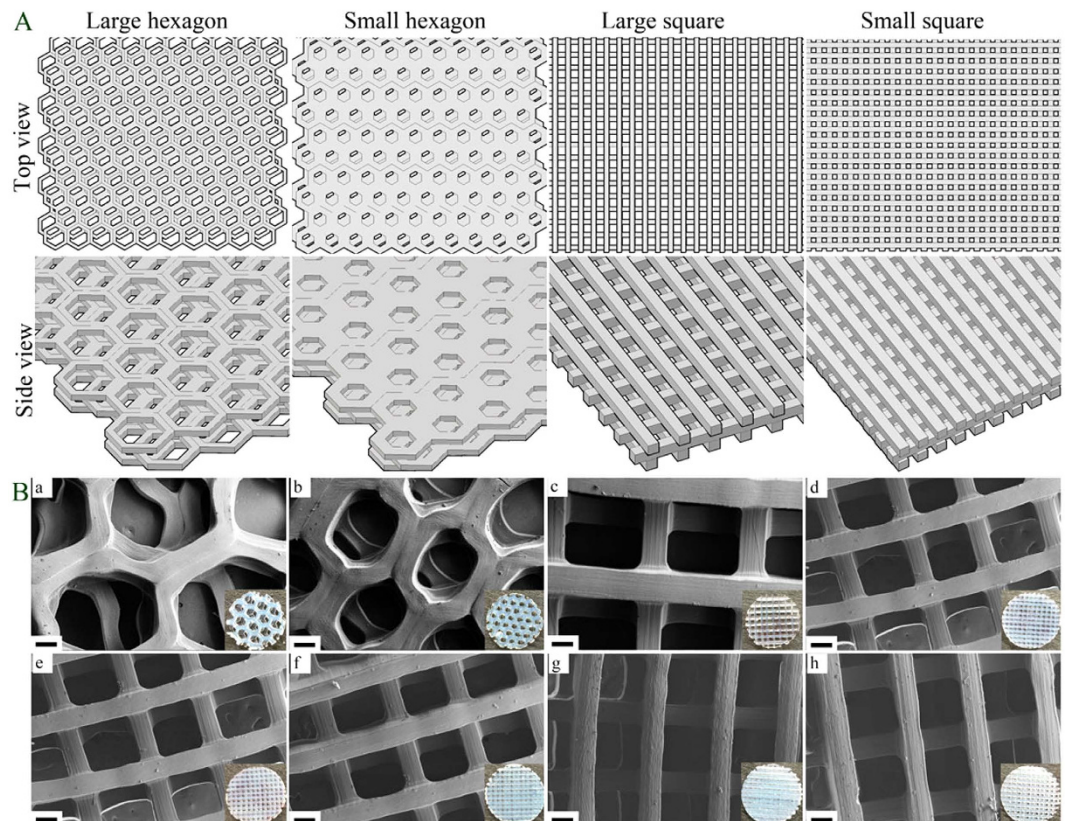 A
Large hexagon
Small hexagon
Large square
Small square
Top view
Side view
B
a
b
c
d
e
f
g
h